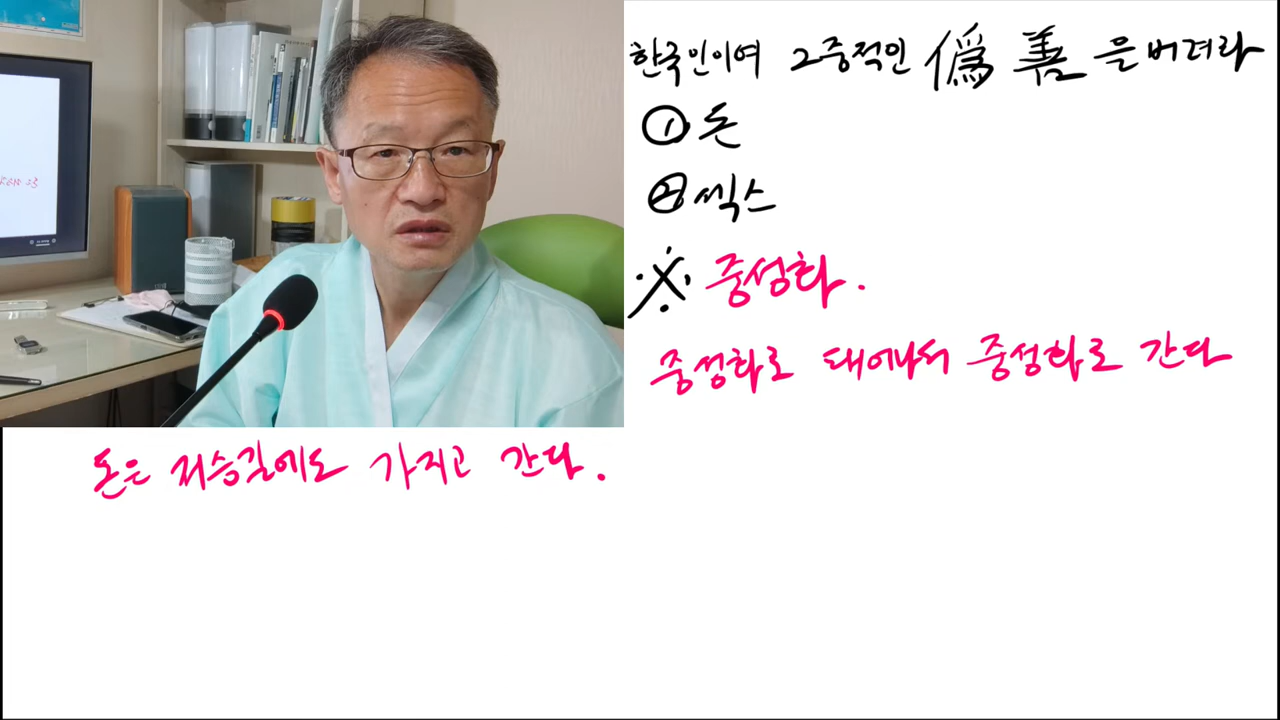 한국인이여 2중적인 僞善을 버려라
① 돈
② 섹스
※ 중성화.
중성화로 태어나서 중성화로 간다
돈은 저승길에도 가지고 간다.